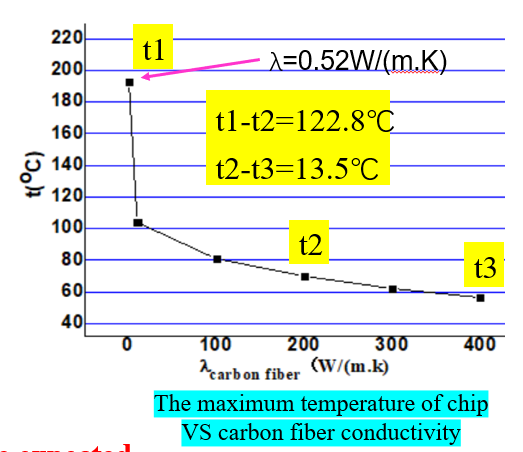 220
200
180
160
140
120
100
80
60
40
t(°C)
t1
λ=0.52W/(m.K)
t1-t2=122.8℃
t2-t3=13.5℃
t2
t3
0 100 200 300 400
λcarbon fiber (W/(m.k)
The maximum temperature of chip
VS carbon fiber conductivity